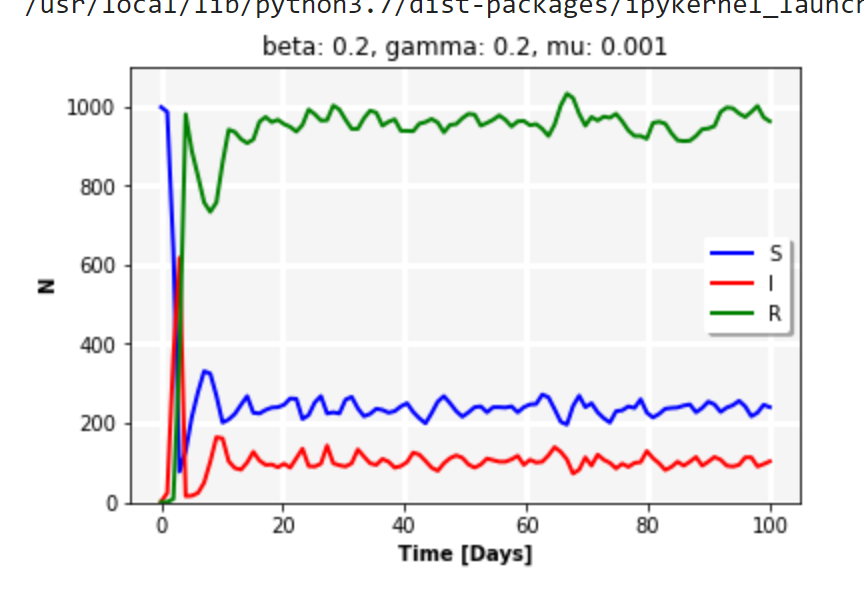 /usr/local/lib/python3.7/dist-packages/ipykernel_launch
beta: 0.2, gamma: 0.2, mu: 0.001
1000
800
600
400
200
0
N
S
I
R
0 20 40 60 80 100
Time [Days]